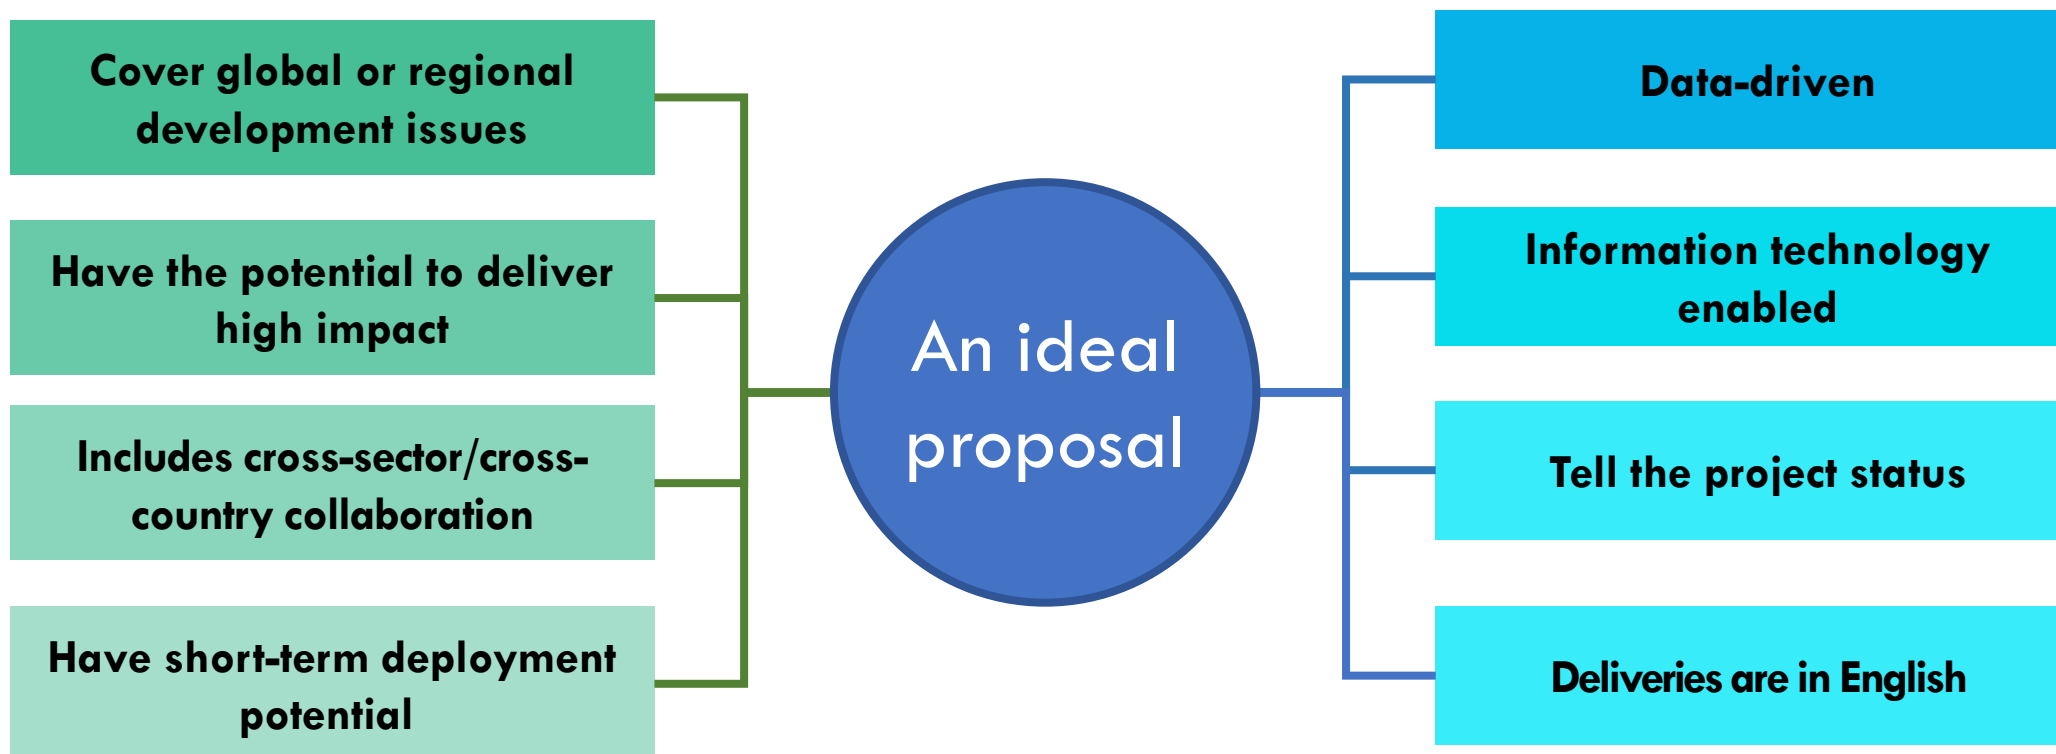 Cover global or regional
development issues
Have the potential to deliver
high impact
Includes cross-sector/cross-
country collaboration
Have short-term deployment
potential
An ideal
proposal
Data-driven
Information technology
enabled
Tell the project status
Deliveries are in English